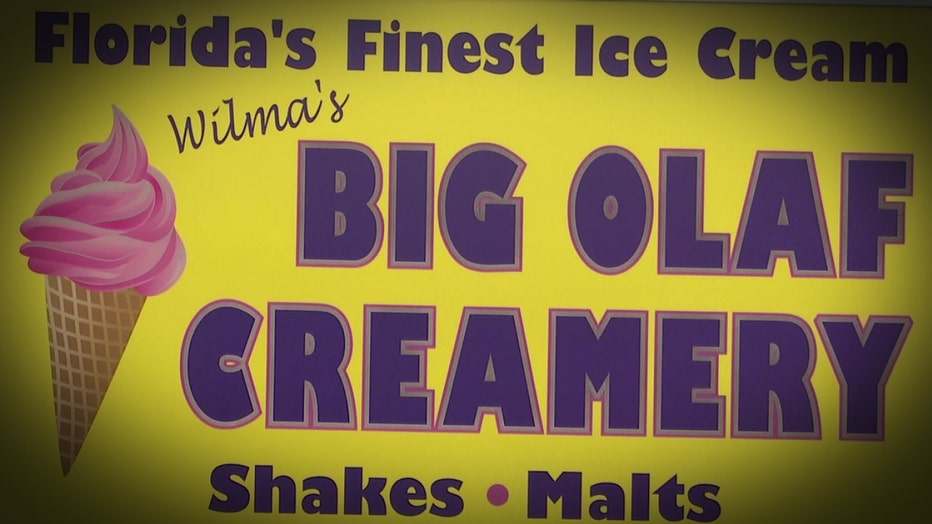 Florida's Finest Ice Cream
Wilma's
BIG OLAF
CREAMERY
Shakes • Malts